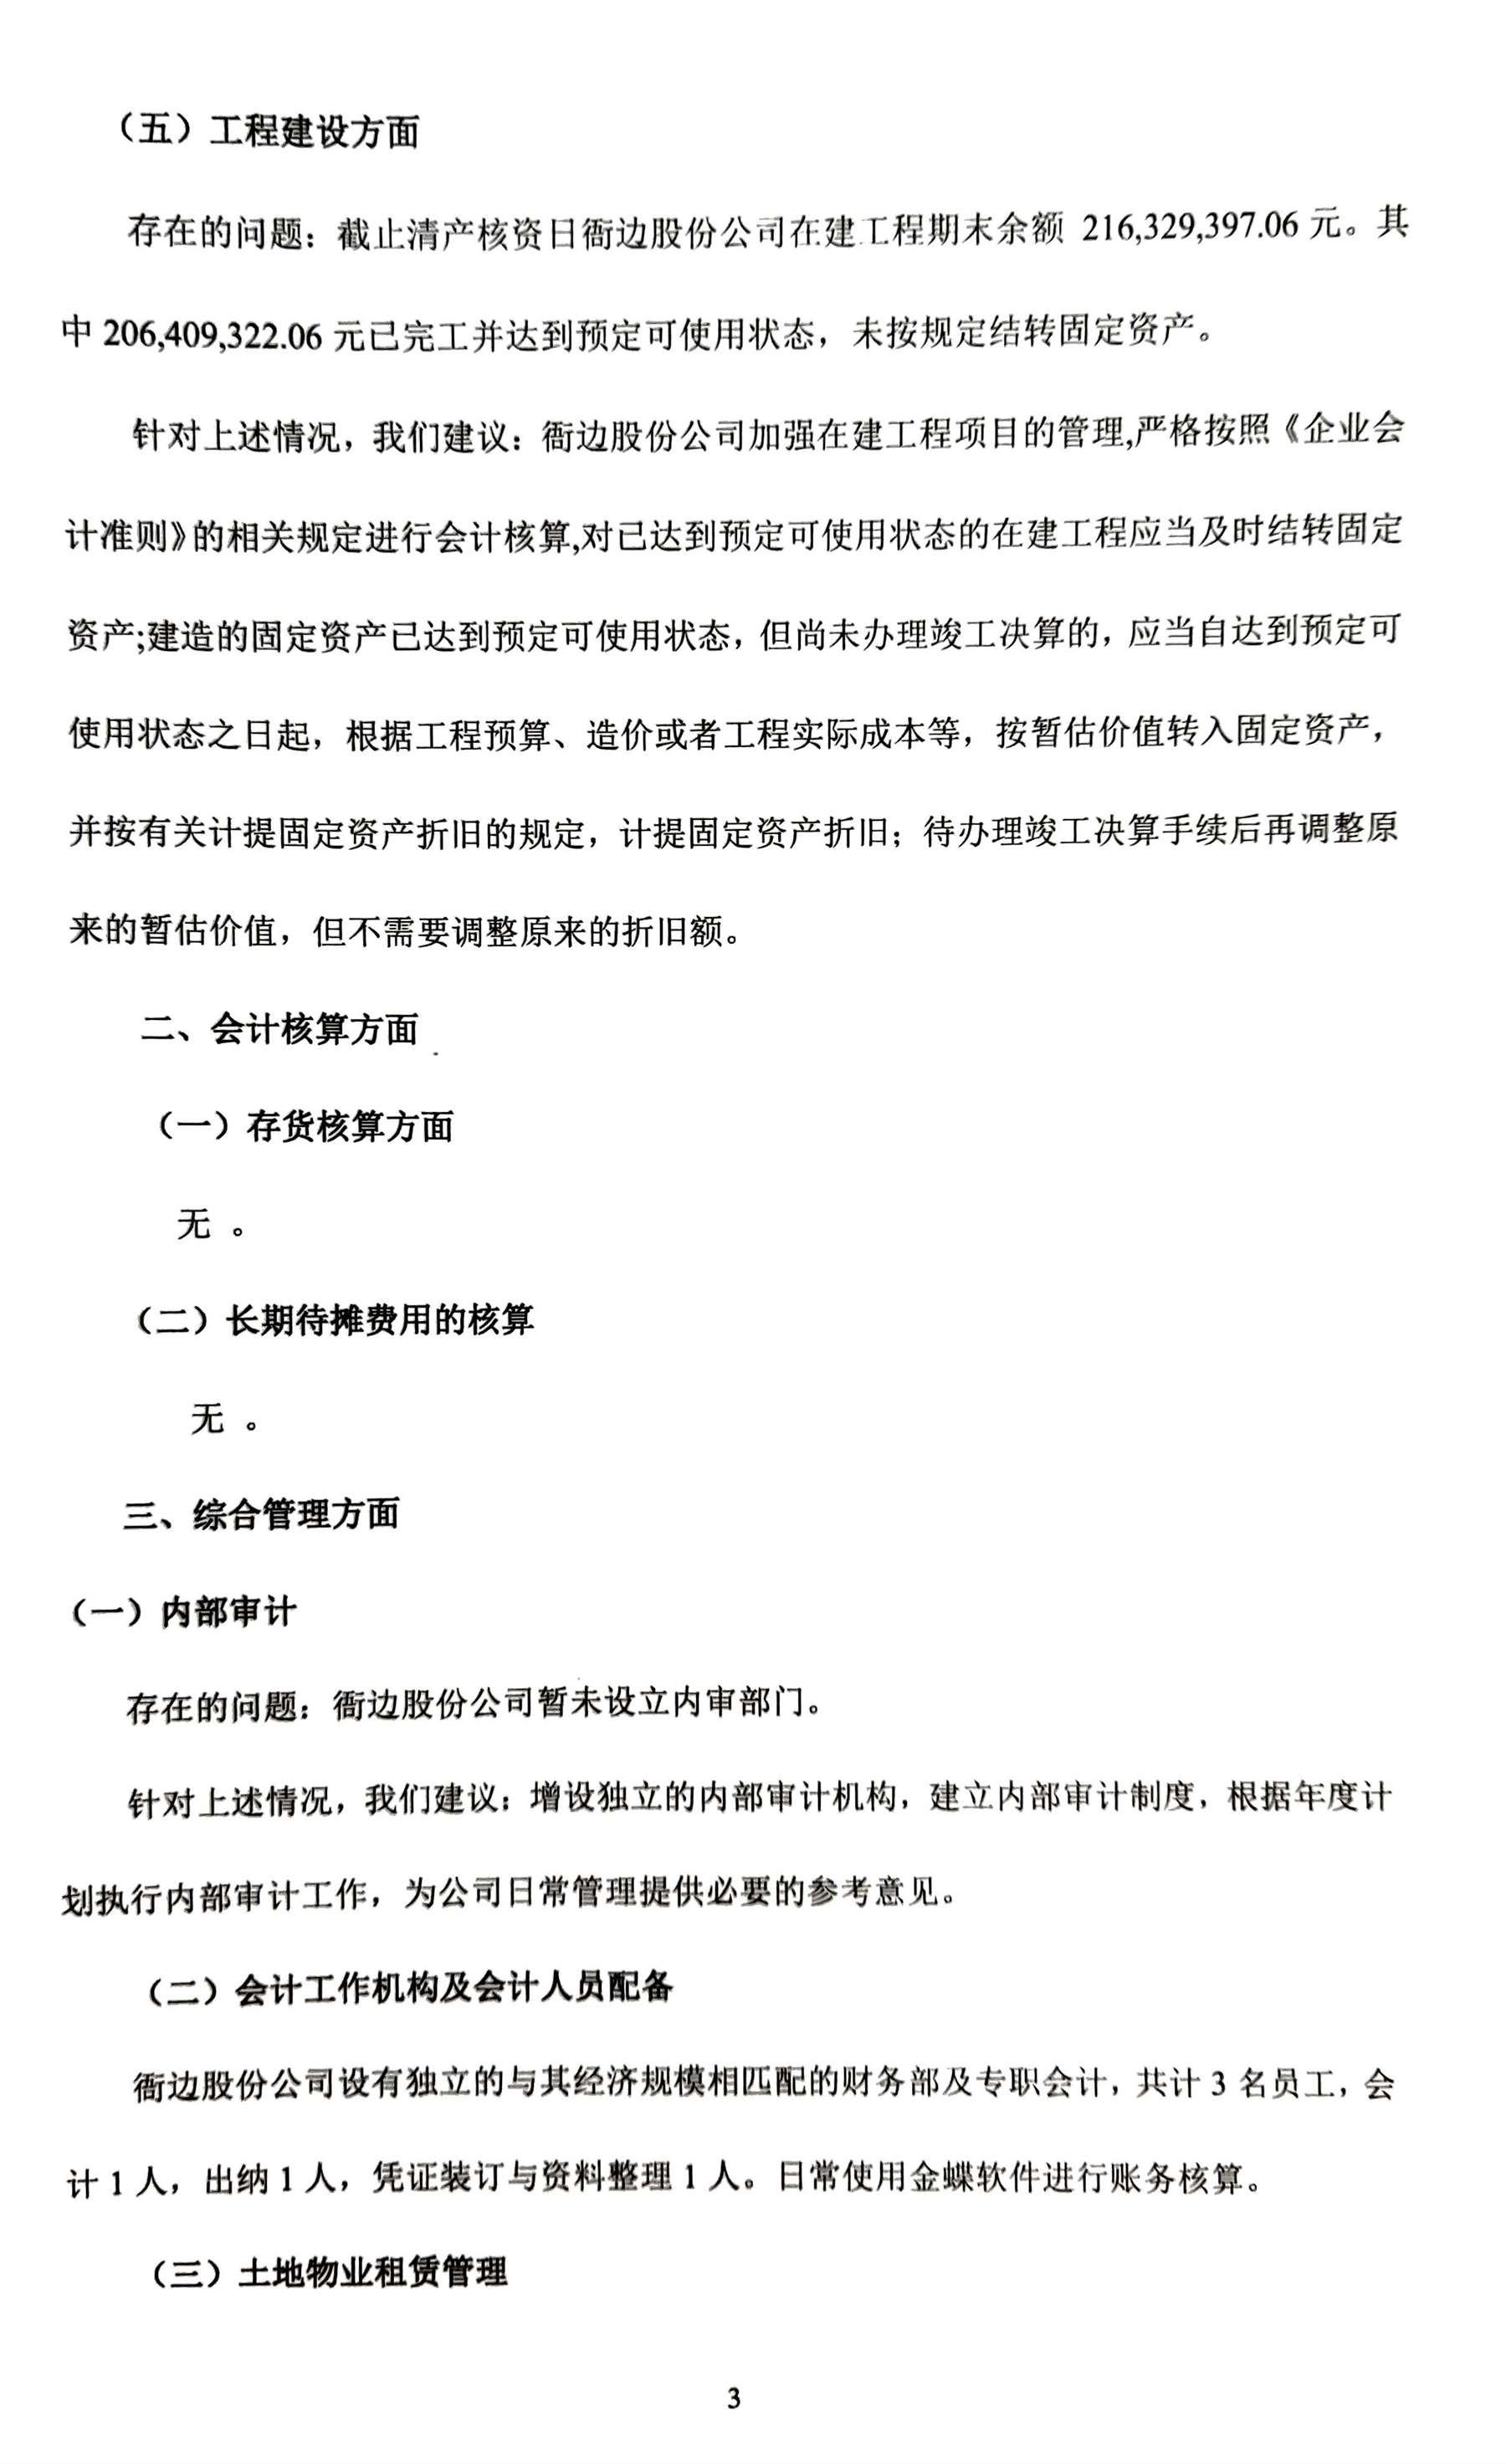 （五）工程建设方面
存在的问题：截止清产核资日衙边股份公司在建工程期末余额 216,329,397.06 元。其
中 206,409,322.06 元已完工并达到预定可使用状态，未按规定结转固定资产。
针对上述情况，我们建议：衙边股份公司加强在建工程项目的管理,严格按照《企业会
计准则》的相关规定进行会计核算,对已达到预定可使用状态的在建工程应当及时结转固定
资产;建造的固定资产已达到预定可使用状态，但尚未办理竣工决算的，应当自达到预定可
使用状态之日起，根据工程预算、造价或者工程实际成本等，按暂估价值转入固定资产，
并按有关计提固定资产折旧的规定，计提固定资产折旧；待办理竣工决算手续后再调整原
来的暂估价值，但不需要调整原来的折旧额。
二、会计核算方面
（一）存货核算方面
无 。
（二）长期待摊费用的核算
无 。
三、综合管理方面
（一）内部审计
存在的问题：衙边股份公司暂未设立内审部门。
针对上述情况，我们建议：增设独立的内部审计机构，建立内部审计制度，根据年度计
划执行内部审计工作，为公司日常管理提供必要的参考意见。
（二）会计工作机构及会计人员配备
衙边股份公司设有独立的与其经济规模相匹配的财务部及专职会计，共计 3 名员工，会
计 1 人，出纳 1 人，凭证装订与资料整理 1 人。日常使用金蝶软件进行账务核算。
（三）土地物业租赁管理
3